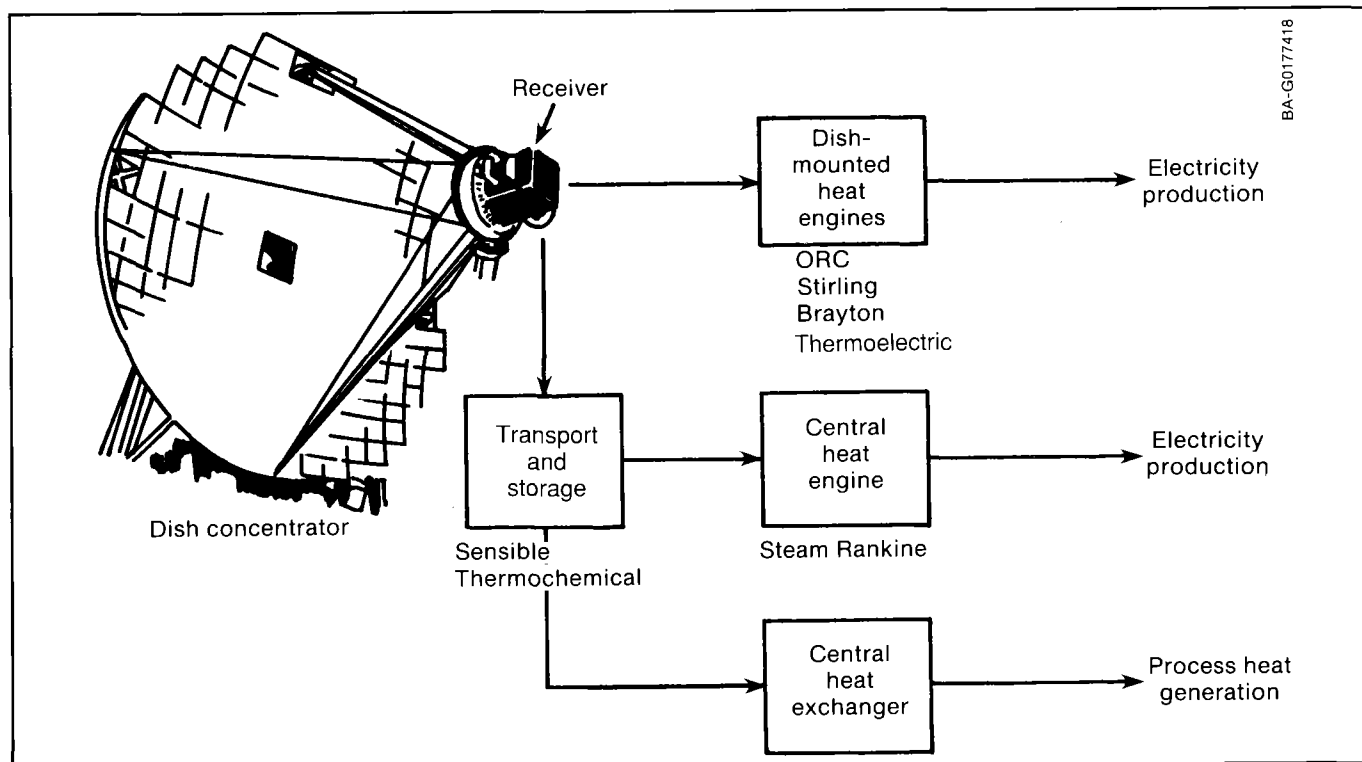 BA-G0177418
Receiver
Dish-
mounted
heat
engines
Electricity
production
ORC
Stirling
Brayton
Thermoelectric
Transport
and
storage
Central
heat
engine
Electricity
production
Dish concentrator
Sensible
Thermochemical
Steam Rankine
Central
heat
exchanger
Process heat
generation